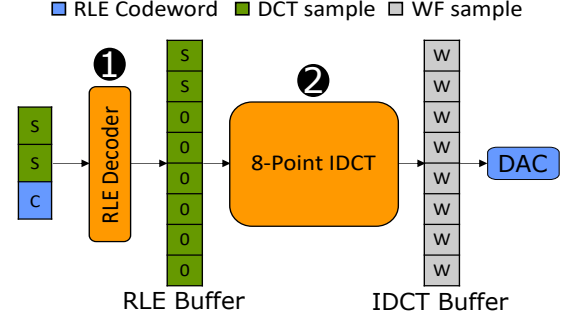 RLE Codeword DCT sample WF sample
1
2
S
S
C
RLE Decoder
S
S
0
0
0
0
0
0
8-Point IDCT
W
W
W
W
W
W
W
W
DAC
RLE Buffer
IDCT Buffer